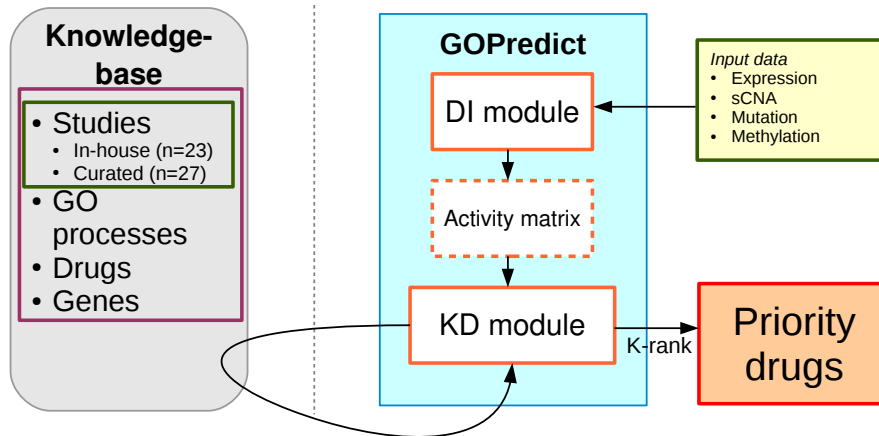 Knowledge-
base
• Studies
• In-house (n=23)
• Curated (n=27)
• GO
processes
• Drugs
• Genes
GOPredict
DI module
Activity matrix
KD module
K-rank
Input data
• Expression
• sCNA
• Mutation
• Methylation
Priority
drugs